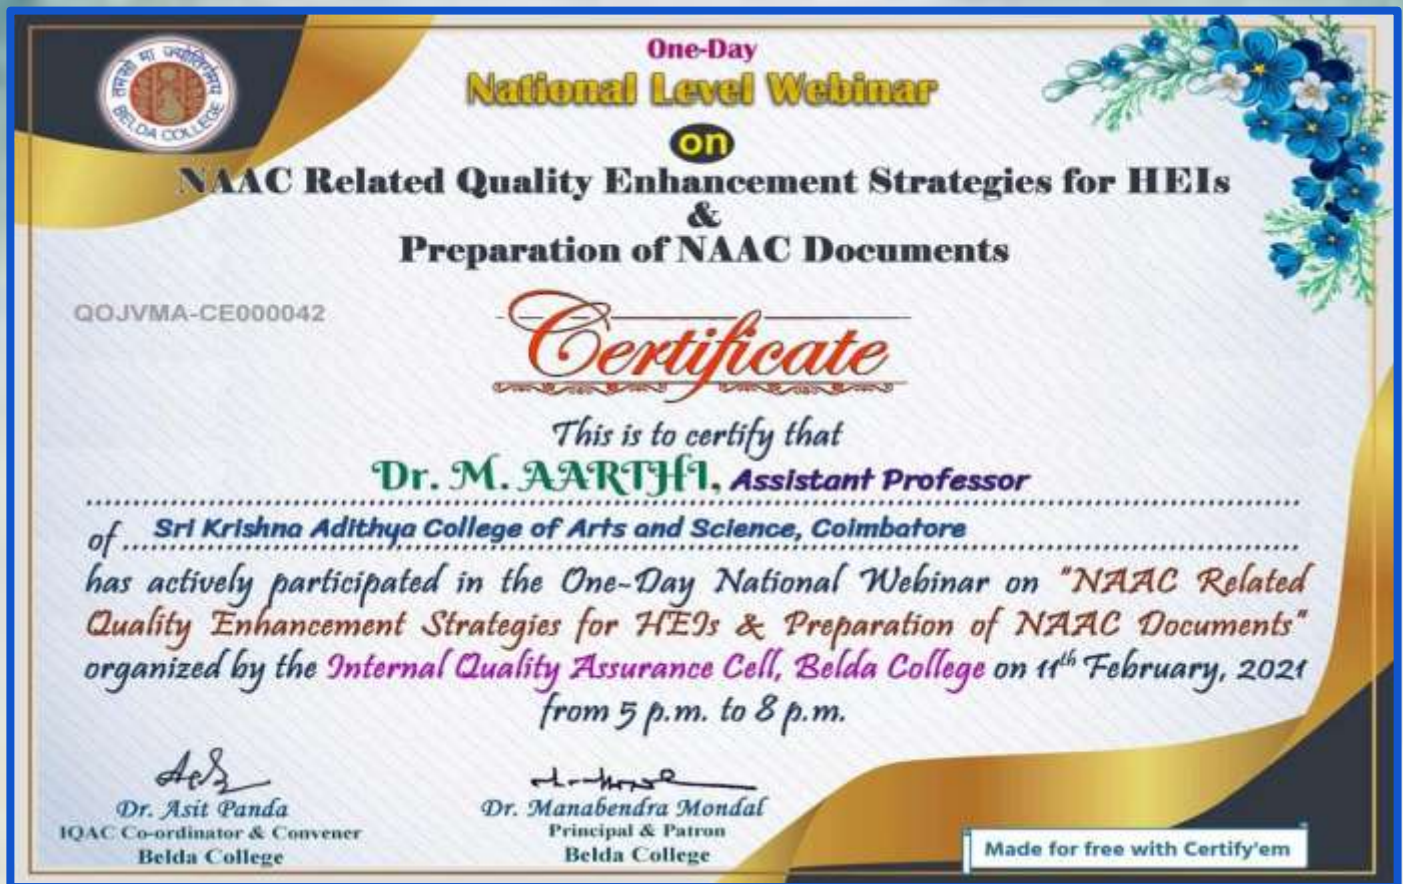 तमसो मा ज्योतिर्गमय
BELDA COLLEGE
One-Day
National Level Webinar
on
NAAC Related Quality Enhancement Strategies for HEIs
&
Preparation of NAAC Documents
QOJVMA-CE000042
Certificate
This is to certify that
Dr. M. AARTHI, Assistant Professor
of Sri Krishna Adithya College of Arts and Science, Coimbatore
has actively participated in the One-Day National Webinar on "NAAC Related
Quality Enhancement Strategies for HEIs & Preparation of NAAC Documents"
organized by the Internal Quality Assurance Cell, Belda College on 11th February, 2021
from 5 p.m. to 8 p.m.
Dr. Asit Panda
Dr. Manabendra Mondal
IQAC Co-ordinator & Convener
Principal & Patron
Belda College
Belda College
Made for free with Certify'em